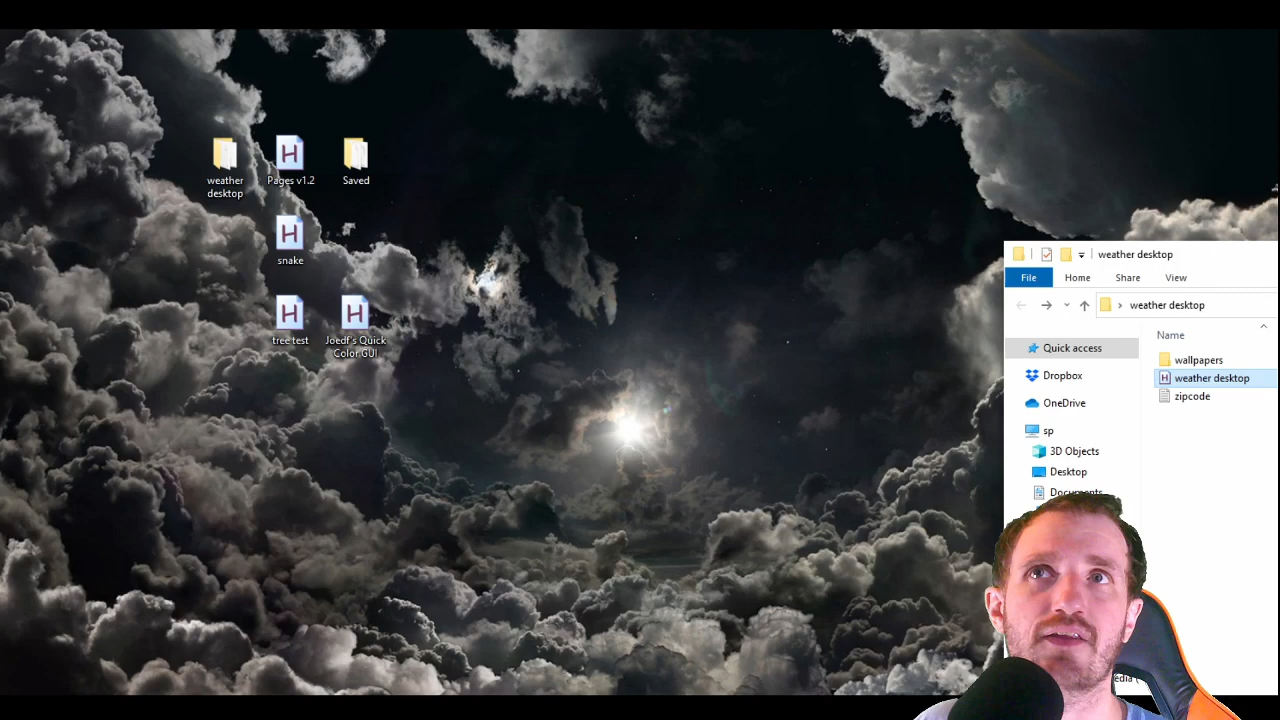 weather
desktop
Pages v1.2
Saved
snake
tree test
Joedf's Quick
Color GUI
weather desktop
File
Home
Share
View
weather desktop
Name
Quick access
Dropbox
OneDrive
sp
3D Objects
Desktop
Documents
wallpapers
weather desktop
zipcode